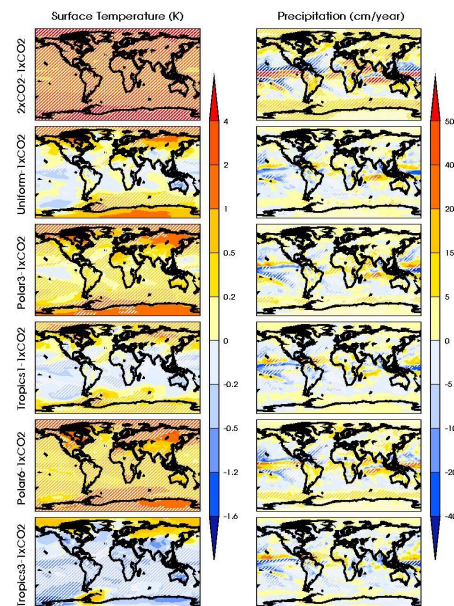 Surface Temperature (K)
Precipitation (cm/year)
2xCO2-1xCO2
Uniform-1xCO2
Polar3-1xCO2
Tropics1-1xCO2
Polar6-1xCO2
Tropics3-1xCO2
4
2
1
0.5
0.2
0
-0.2
-0.5
-1.2
-1.6
50
40
20
15
5
0
-5
-10
-20
-40